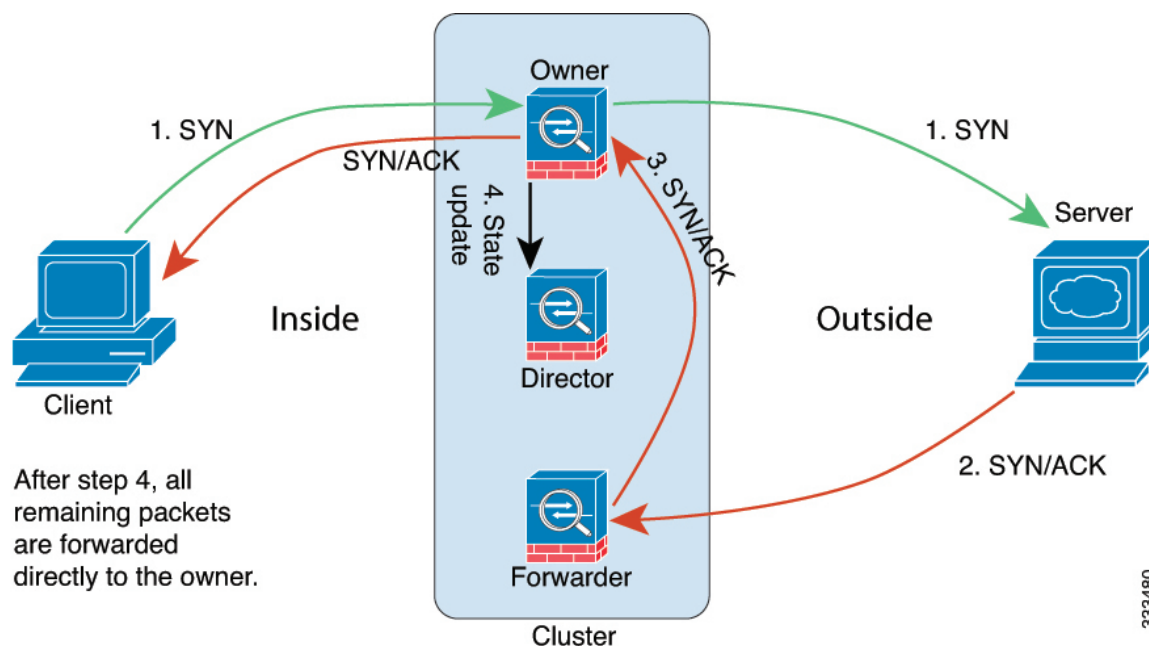 Owner
1. SYN
1. SYN
SYN/ACK
3. SYN/ACK
4. State
update
Server
Inside
Outside
Director
Client
2. SYN/ACK
After step 4, all
remaining packets
are forwarded
directly to the owner.
Forwarder
Cluster
333480